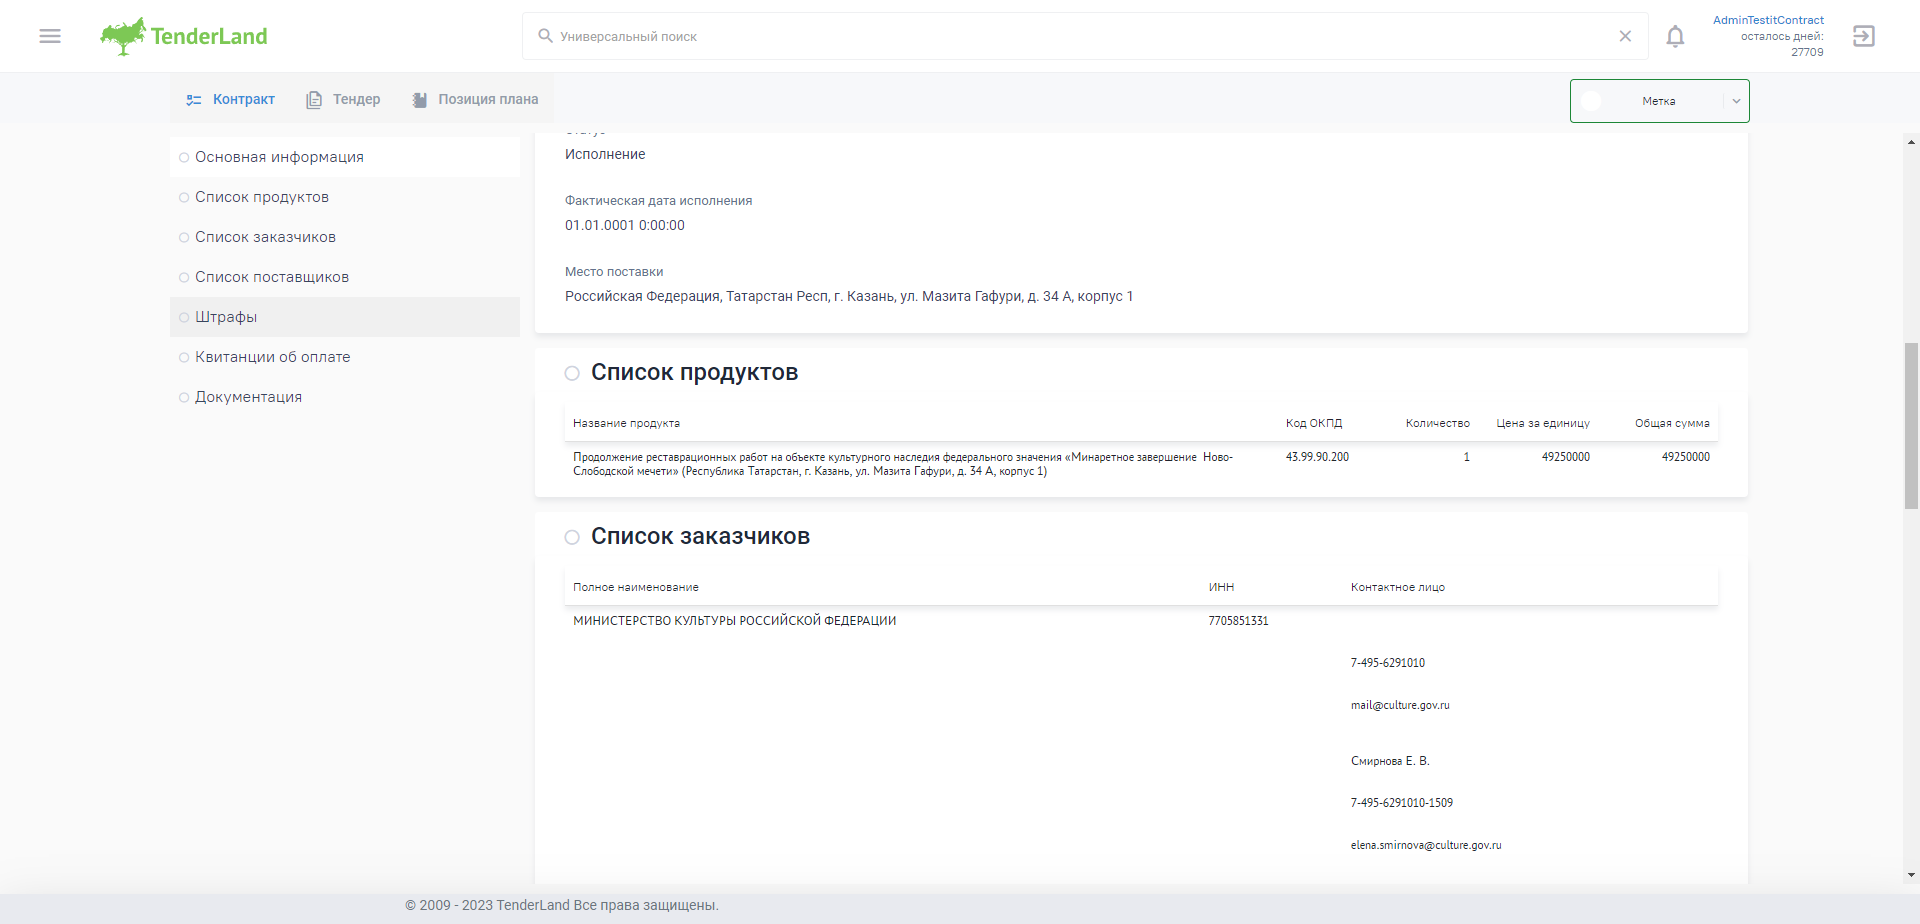 TenderLand
Универсальный поиск
AdminTestitContract
осталось дней:
27709
Контракт
Тендер
Позиция плана
Метка
Основная информация
Список продуктов
Список заказчиков
Список поставщиков
Штрафы
Квитанции об оплате
Документация
Исполнение
Фактическая дата исполнения
01.01.0001 0:00:00
Место поставки
Российская Федерация, Татарстан Респ, г. Казань, ул. Мазита Гафури, д. 34 А, корпус 1
Список продуктов
Название продукта Код ОКПД Количество Цена за единицу Общая сумма
Продолжение реставрационных работ на объекте культурного наследия федерального значения «Минаретное завершение Ново- 43.99.90.200 1 49250000 49250000
Слободской мечети» (Республика Татарстан, г. Казань, ул. Мазита Гафури, д. 34 А, корпус 1)
Список заказчиков
Полное наименование ИНН Контактное лицо
МИНИСТЕРСТВО КУЛЬТУРЫ РОССИЙСКОЙ ФЕДЕРАЦИИ 7705851331
7-495-6291010
mail@culture.gov.ru
Смирнова Е. В.
7-495-6291010-1509
elena.smirnova@culture.gov.ru
© 2009 - 2023 TenderLand Все права защищены.